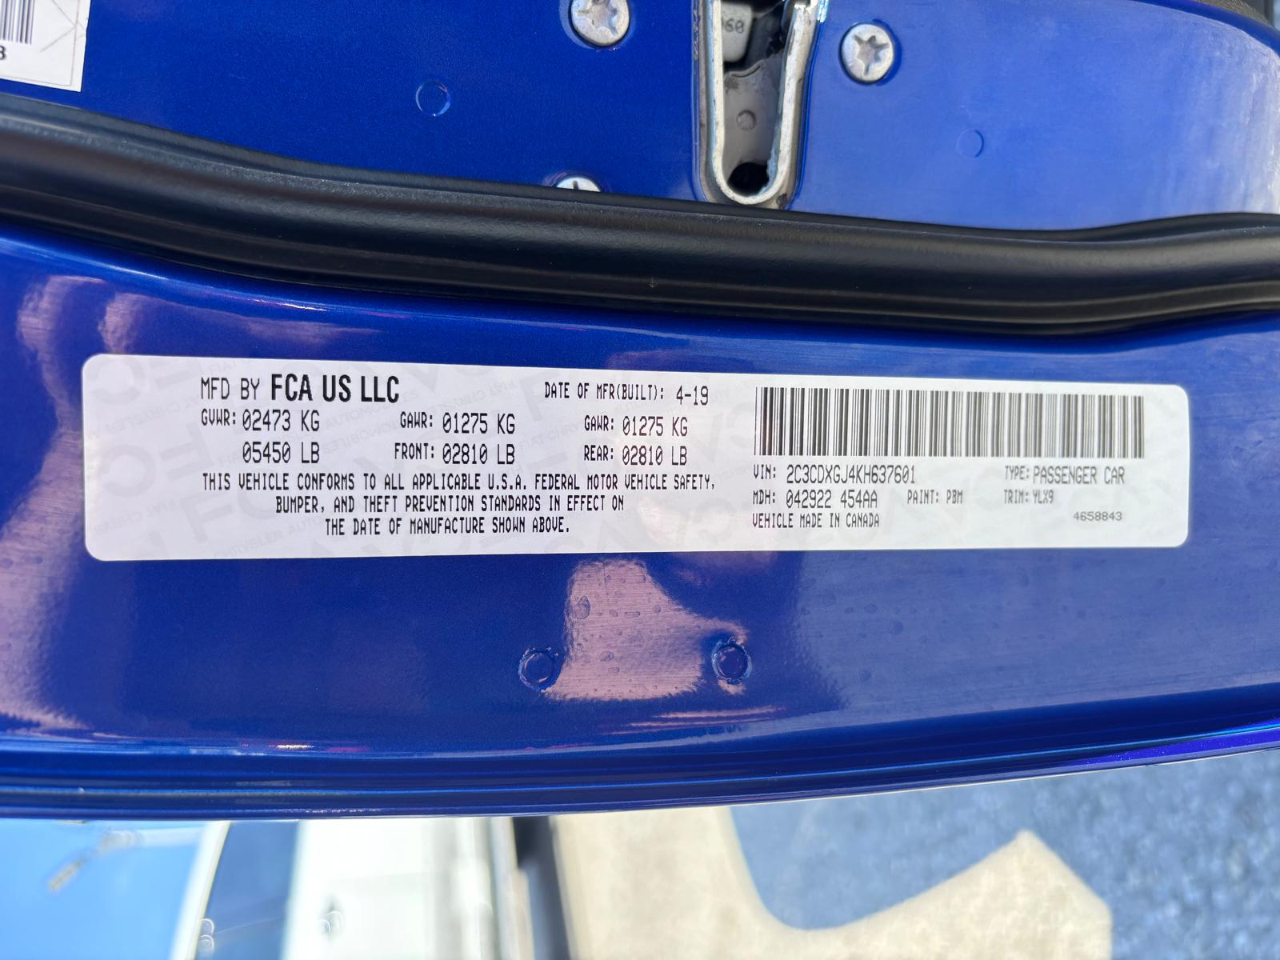 MFD BY FCA US LLC DATE OF MFR(BUILT): 4-19
GVWR: 02473 KG GAWR: 01275 KG GAWR: 01275 KG
05450 LB FRONT: 02810 LB REAR: 02810 LB
THIS VEHICLE CONFORMS TO ALL APPLICABLE U.S.A. FEDERAL MOTOR VEHICLE SAFETY,
BUMPER, AND THEFT PREVENTION STANDARDS IN EFFECT ON
THE DATE OF MANUFACTURE SHOWN ABOVE.
VIN: 2C3CDXGJ4KH637601 TYPE: PASSENGER CAR
MDH: 042922 454AA PAINT: PBM TRIM: YLX9
VEHICLE MADE IN CANADA 4658843